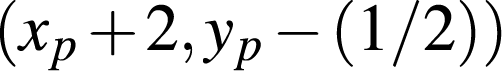 (x_p + 2, y_p − (1/2))